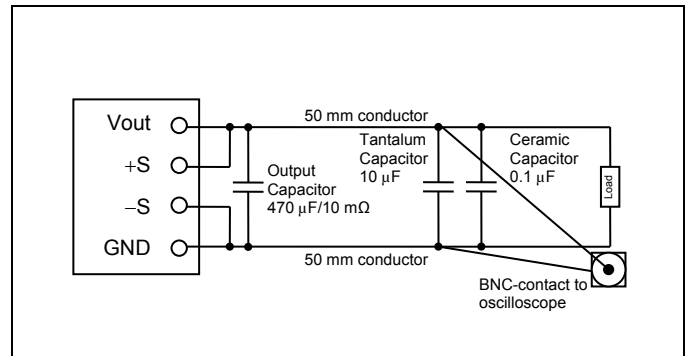 50 mm conductor
Vout
+S
−S
GND
Output
Capacitor
470 μF/10 mΩ
Tantalum
Capacitor
10 μF
Ceramic
Capacitor
0.1 μF
Load
50 mm conductor
BNC-contact to
oscilloscope